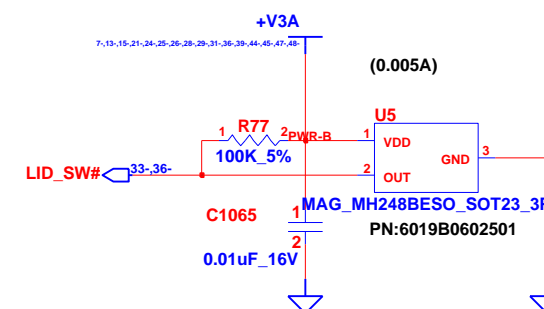 +V3A
7-,13-,15-,21-,24-,25-,26-,28-,29-,31-,36-,39-,44-,45-,47-,48-
(0.005A)
U5
1 R77 2 PWR-B 1 VDD
100K_5%
GND 3
LID_SW# 33-,36- 2 OUT
C1065 1 MAG_MH248BESO_SOT23_3P
2 PN:6019B0602501
0.01uF_16V